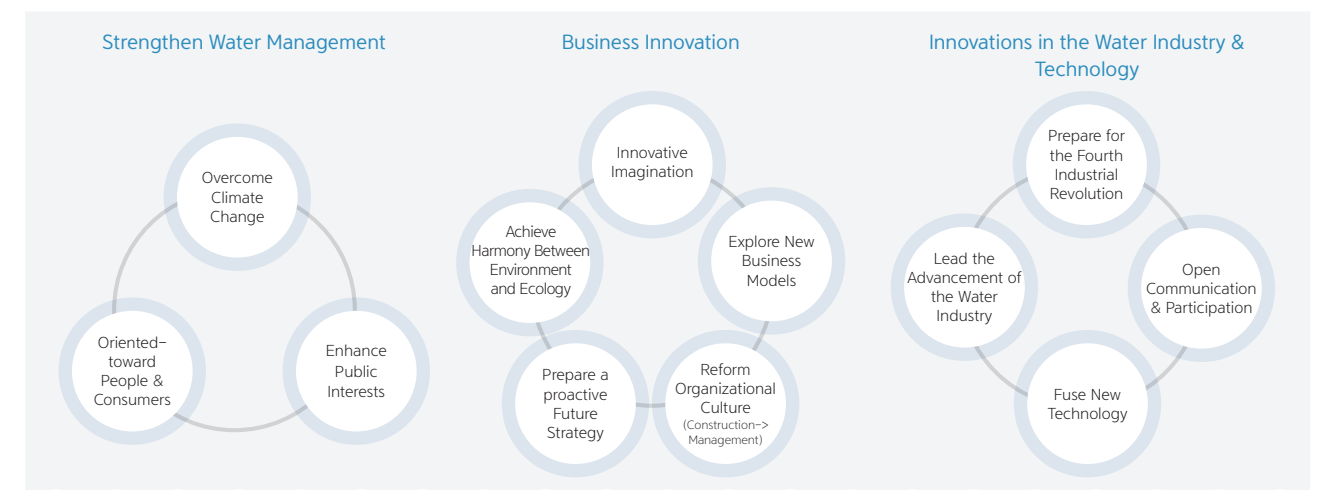 Strengthen Water Management
Overcome
Climate
Change
Oriented-
toward
People &
Consumers
Enhance
Public
Interests
Business Innovation
Innovative
Imagination
Achieve
Harmony Between
Environment
and Ecology
Explore New
Business
Models
Prepare a
proactive
Future
Strategy
Reform
Organizational
Culture
(Construction->
Management)
Innovations in the Water Industry &
Technology
Prepare for
the Fourth
Industrial
Revolution
Lead the
Advancement of
the Water
Industry
Open
Communication
& Participation
Fuse New
Technology